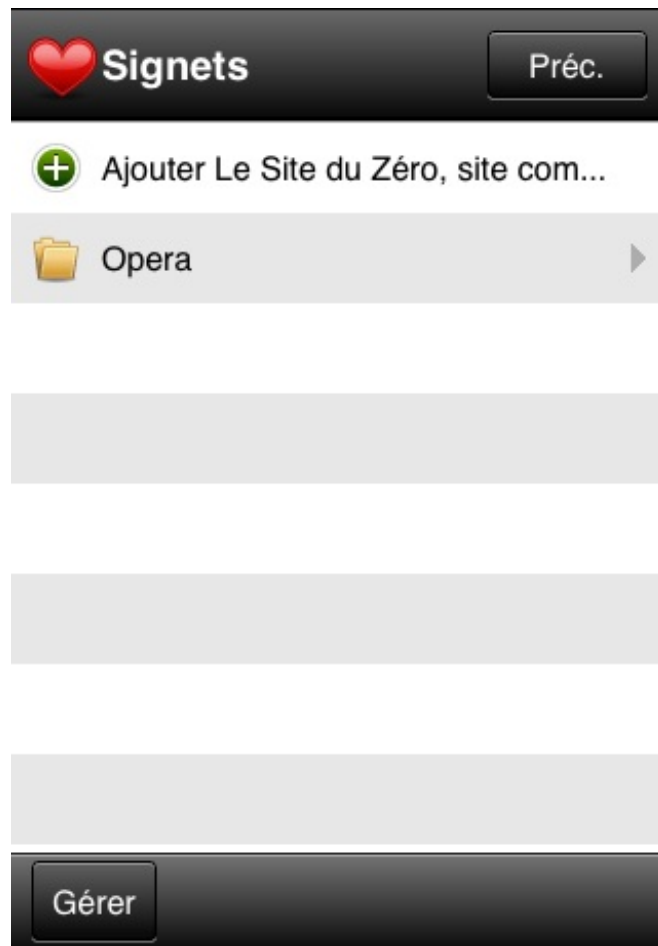 Signets
Préc.
Ajouter Le Site du Zéro, site com...
Opera
Gérer